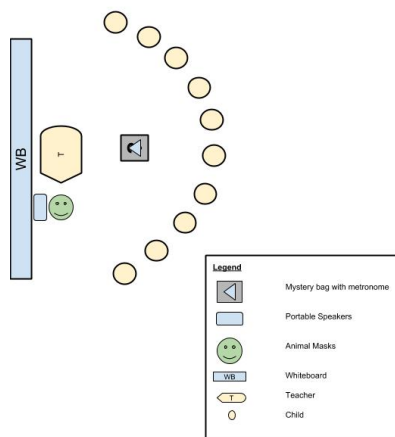 WB
T
Legend
Mystery bag with metronome
Portable Speakers
Animal Masks
WB
Whiteboard
T
Teacher
Child